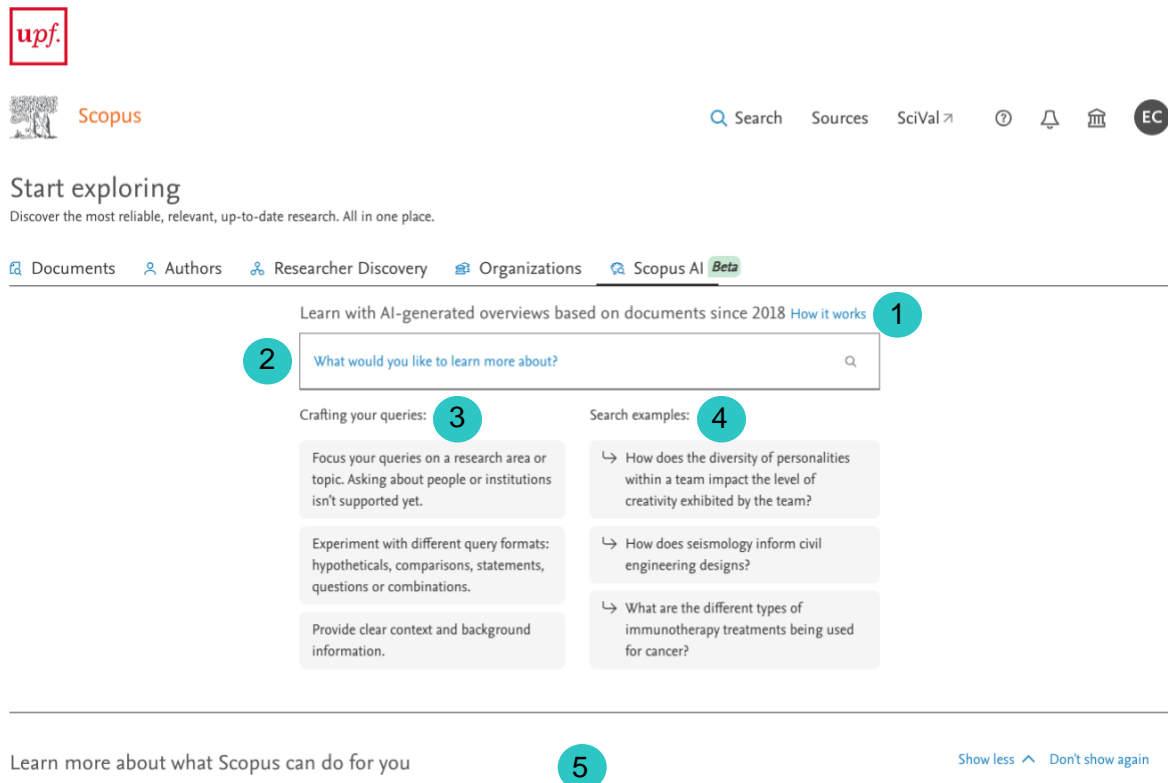 upf.
Scopus
Search Sources SciVal EC
Start exploring
Discover the most reliable, relevant, up-to-date research. All in one place.
Documents Authors Researcher Discovery Organizations Scopus AI Beta
Learn with AI-generated overviews based on documents since 2018 How it works 1
2 What would you like to learn more about?
Crafting your queries: 3
Focus your queries on a research area or
topic. Asking about people or institutions
isn't supported yet.
Experiment with different query formats:
hypotheticals, comparisons, statements,
questions or combinations.
Provide clear context and background
information.
Search examples: 4
How does the diversity of personalities
within a team impact the level of
creativity exhibited by the team?
How does seismology inform civil
engineering designs?
What are the different types of
immunotherapy treatments being used
for cancer?
Learn more about what Scopus can do for you 5 Show less Don't show again